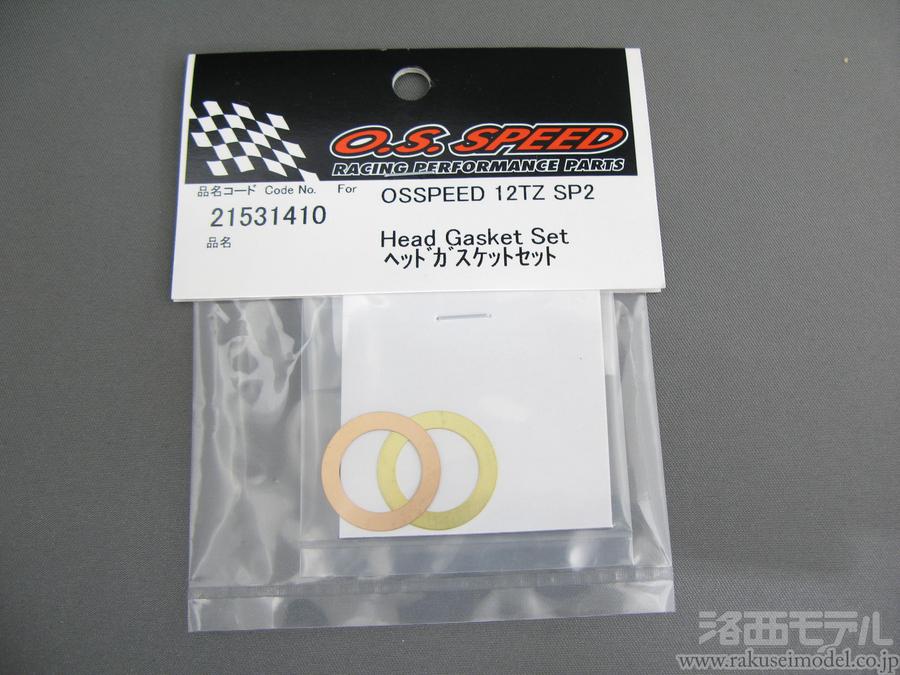 O.S. SPEED
RACING PERFORMANCE PARTS
品名コード Code No. For OSSPEED 12TZ SP2
21531410
品名 Head Gasket Set
ヘッドガスケットセット
洛西モデル
www.rakuseimodel.co.jp